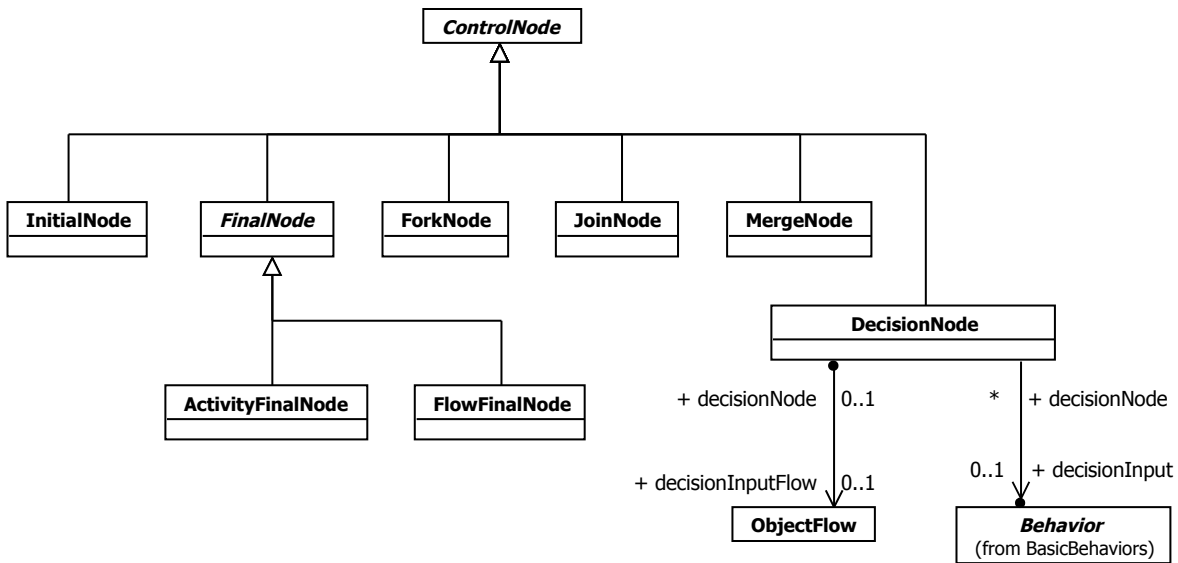 ControlNode
InitialNode
FinalNode
ForkNode
JoinNode
MergeNode
DecisionNode
ActivityFinalNode
FlowFinalNode
+ decisionNode
0..1
*
+ decisionNode
+ decisionInputFlow
0..1
0..1
+ decisionInput
ObjectFlow
Behavior
(from BasicBehaviors)